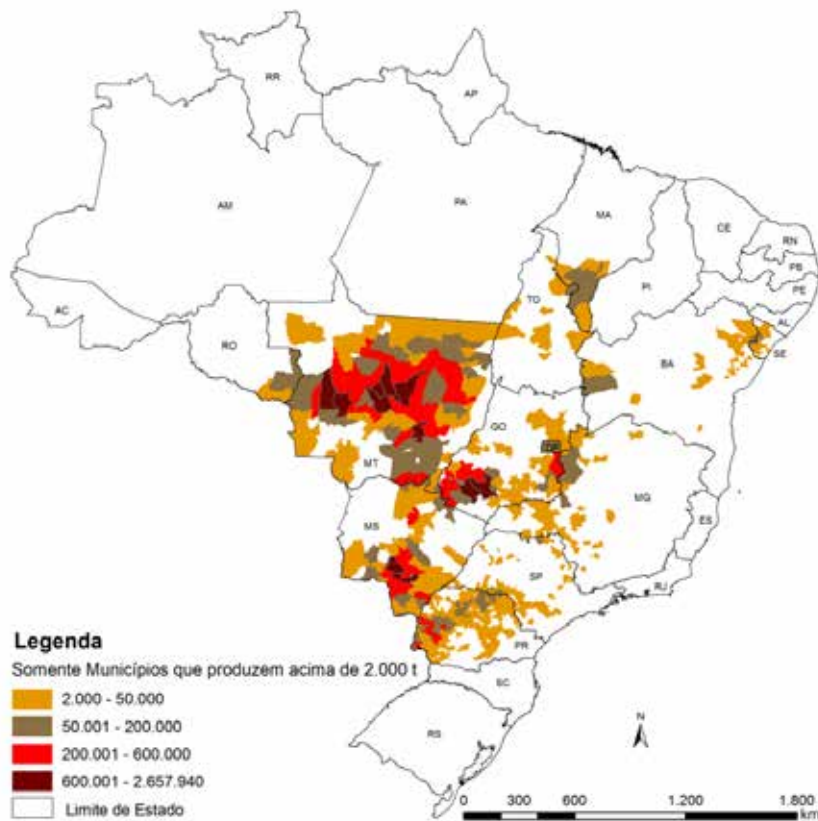 RR
AP
AM
PA
MA
CE
RN
PB
PE
AL
SE
PI
TO
AC
RO
BA
GO
DF
MT
MG
ES
MS
SP
RJ
PR
SC
RS
Legenda
Somente Municípios que produzem acima de 2.000 t
2.000 - 50.000
50.001 - 200.000
200.001 - 600.000
600.001 - 2.657.940
Limite de Estado
N
0 300 600 1.200 1.800
km